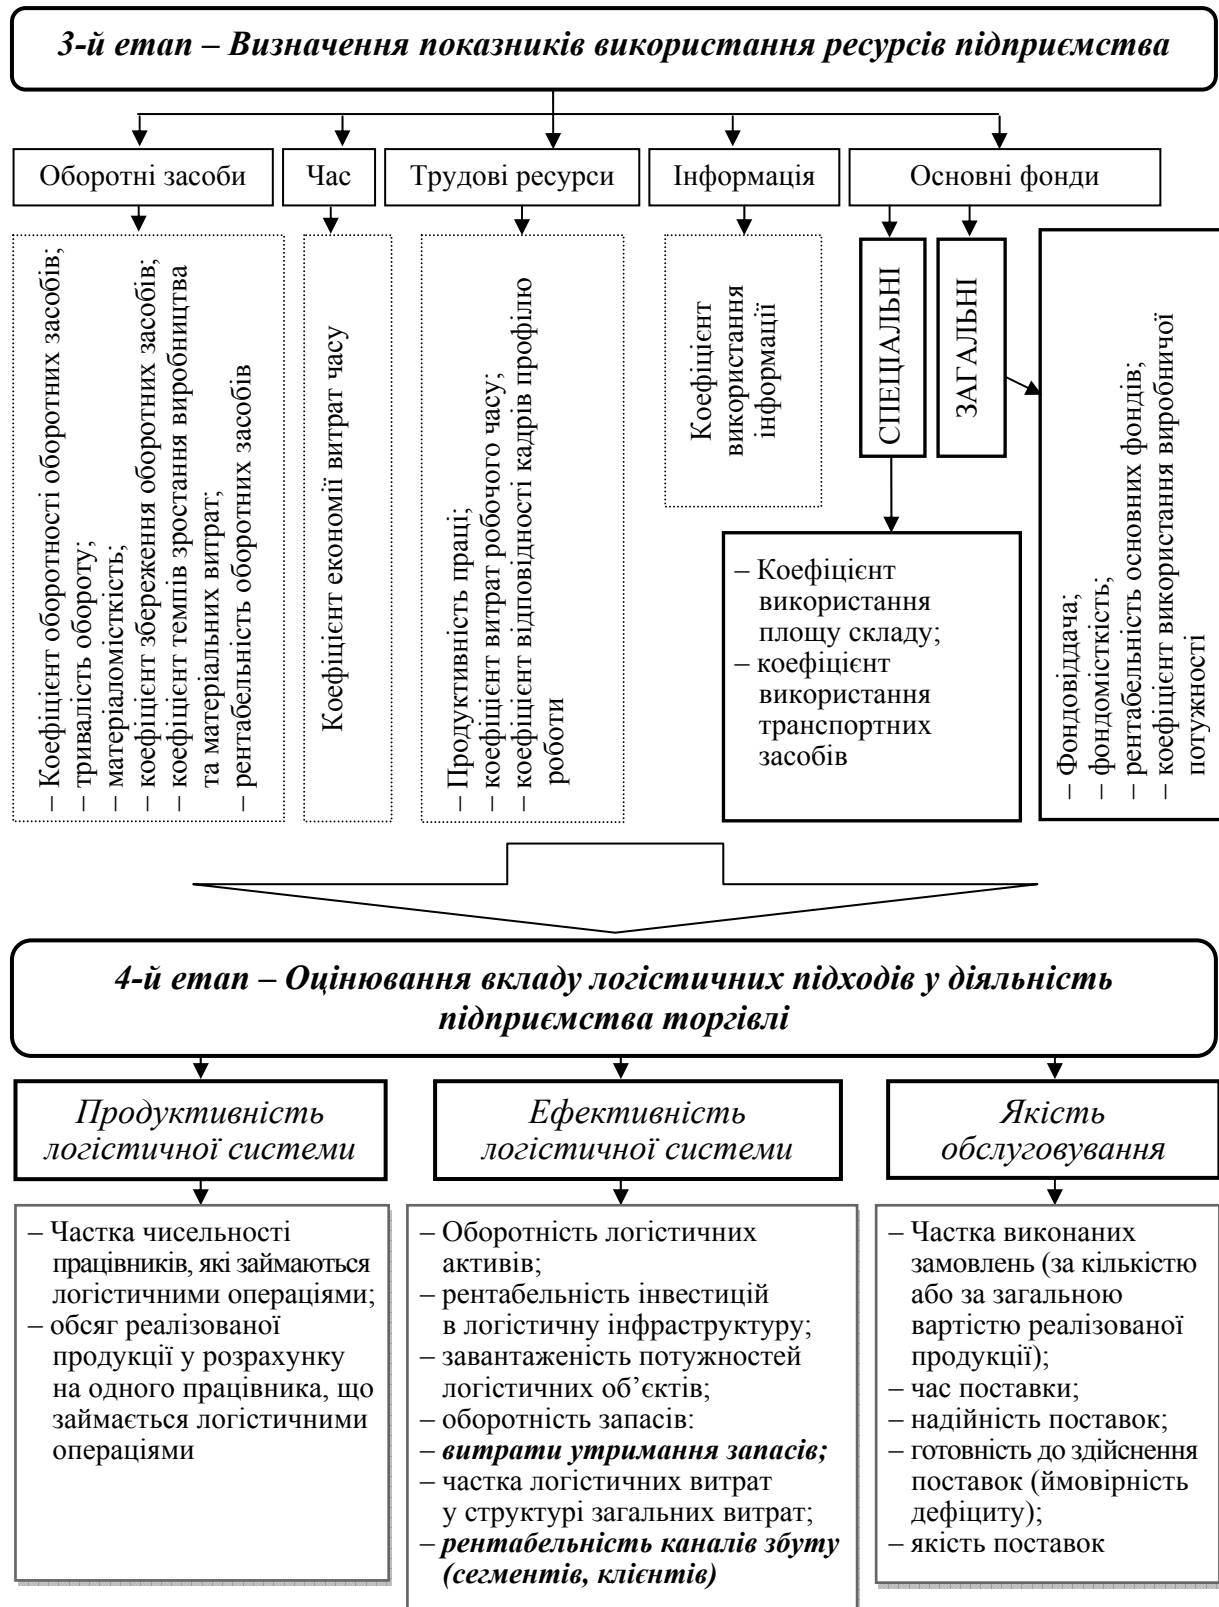 3-й етап – Визначення показників використання ресурсів підприємства
Оборотні засоби
Час
Трудові ресурси
Інформація
Основні фонди
– Коефіцієнт оборотності оборотних засобів;
– тривалість обороту;
– матеріаломісткість;
– коефіцієнт збереження оборотних засобів;
– коефіцієнт темпів зростання виробництва
та матеріальних витрат;
– рентабельність оборотних засобів
Коефіцієнт економії витрат часу
– Продуктивність праці;
– коефіцієнт витрат робочого часу;
– коефіцієнт відповідності кадрів профілю
роботи
Коефіцієнт
використання
інформації
СПЕЦІАЛЬНІ
ЗАГАЛЬНІ
– Коефіцієнт
використання
площу складу;
– коефіцієнт
використання
транспортних
засобів
– Фондовіддача;
– фондомісткість;
– рентабельність основних фондів;
– коефіцієнт використання виробничої
потужності
4-й етап – Оцінювання вкладу логістичних підходів у діяльність
підприємства торгівлі
Продуктивність
логістичної системи
– Частка чисельності
працівників, які займаються
логістичними операціями;
– обсяг реалізованої
продукції у розрахунку
на одного працівника, що
займається логістичними
операціями
Ефективність
логістичної системи
– Оборотність логістичних
активів;
– рентабельність інвестицій
в логістичну інфраструктуру;
– завантаженість потужностей
логістичних об’єктів;
– оборотність запасів:
– витрати утримання запасів;
– частка логістичних витрат
у структурі загальних витрат;
– рентабельність каналів збуту
(сегментів, клієнтів)
Якість
обслуговування
– Частка виконаних
замовлень (за кількістю
або за загальною
вартістю реалізованої
продукції);
– час поставки;
– надійність поставок;
– готовність до здійснення
поставок (ймовірність
дефіциту);
– якість поставок